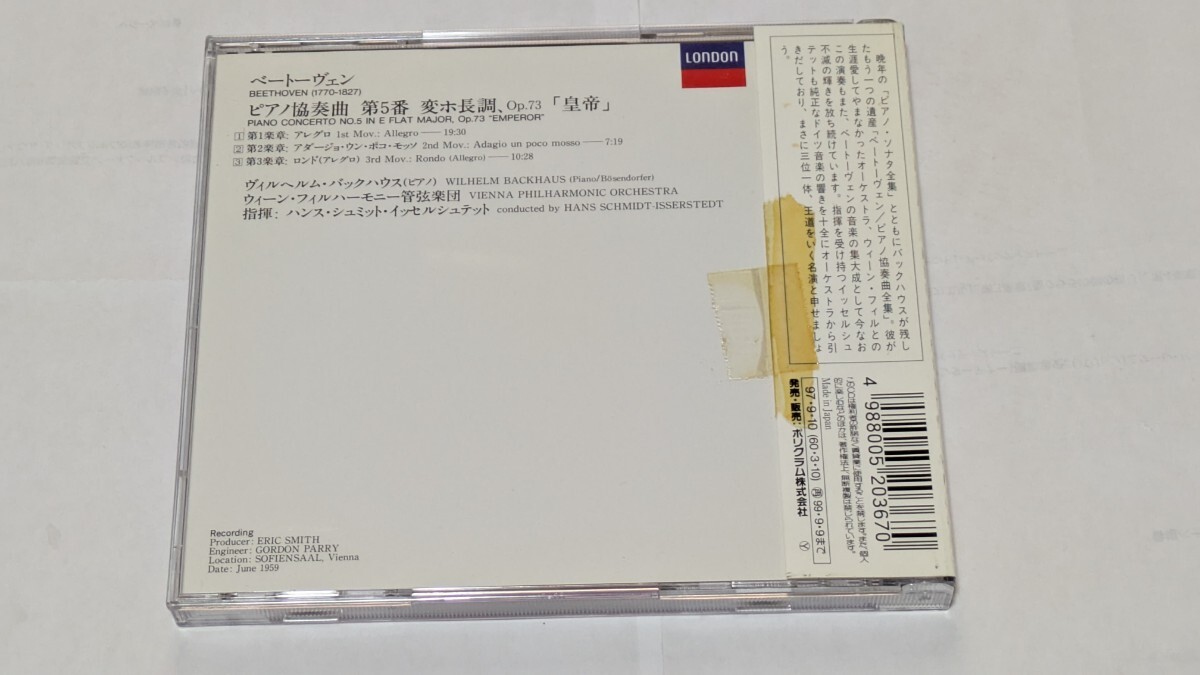 LONDON
ベートーヴェン
BEETHOVEN (1770-1827)
ピアノ協奏曲 第5番 変ホ長調、Op.73 「皇帝」
PIANO CONCERTO NO.5 IN E FLAT MAJOR, Op.73 "EMPEROR"
1 第1楽章: アレグロ 1st Mov.: Allegro——19:30
2 第2楽章: アダージョ・ウン・ポコ・モッソ 2nd Mov.: Adagio un poco mosso——7:19
3 第3楽章: ロンド(アレグロ) 3rd Mov.: Rondo (Allegro)——10:28
ヴィルヘルム・バックハウス(ピアノ) WILHELM BACKHAUS (Piano/Bösendorfer)
ウィーン・フィルハーモニー管弦楽団 VIENNA PHILHARMONIC ORCHESTRA
指揮: ハンス・シュミット・イッセルシュテット conducted by HANS SCHMIDT-ISSERSTEDT
Recording
Producer: ERIC SMITH
Engineer: GORDON PARRY
Location: SOFIENSAAL, Vienna
Date: June 1959
晩年の「ピアノ・ソナタ全集」とともにバックハウスが残し
たもう一つの遺産「ベートーヴェン/ピアノ協奏曲全集」。彼が
生涯愛してやまなかったオーケストラ、ウィーン・フィルとの
この演奏もまた、ベートーヴェンの音楽の集大成として今なお
不滅の輝きを放ち続けています。指揮を受け持つイッセルシュ
テットも純正なドイツ音楽の響きを十全にオーケストラから引
きだしており、まさに三位一体、王道をいく名演と申せましょ
う。
4 988005 203670
Made in Japan
'97・9・10 (60・3・10) 再 99・9・9まで
発売・販売:ポリグラム株式会社 Y